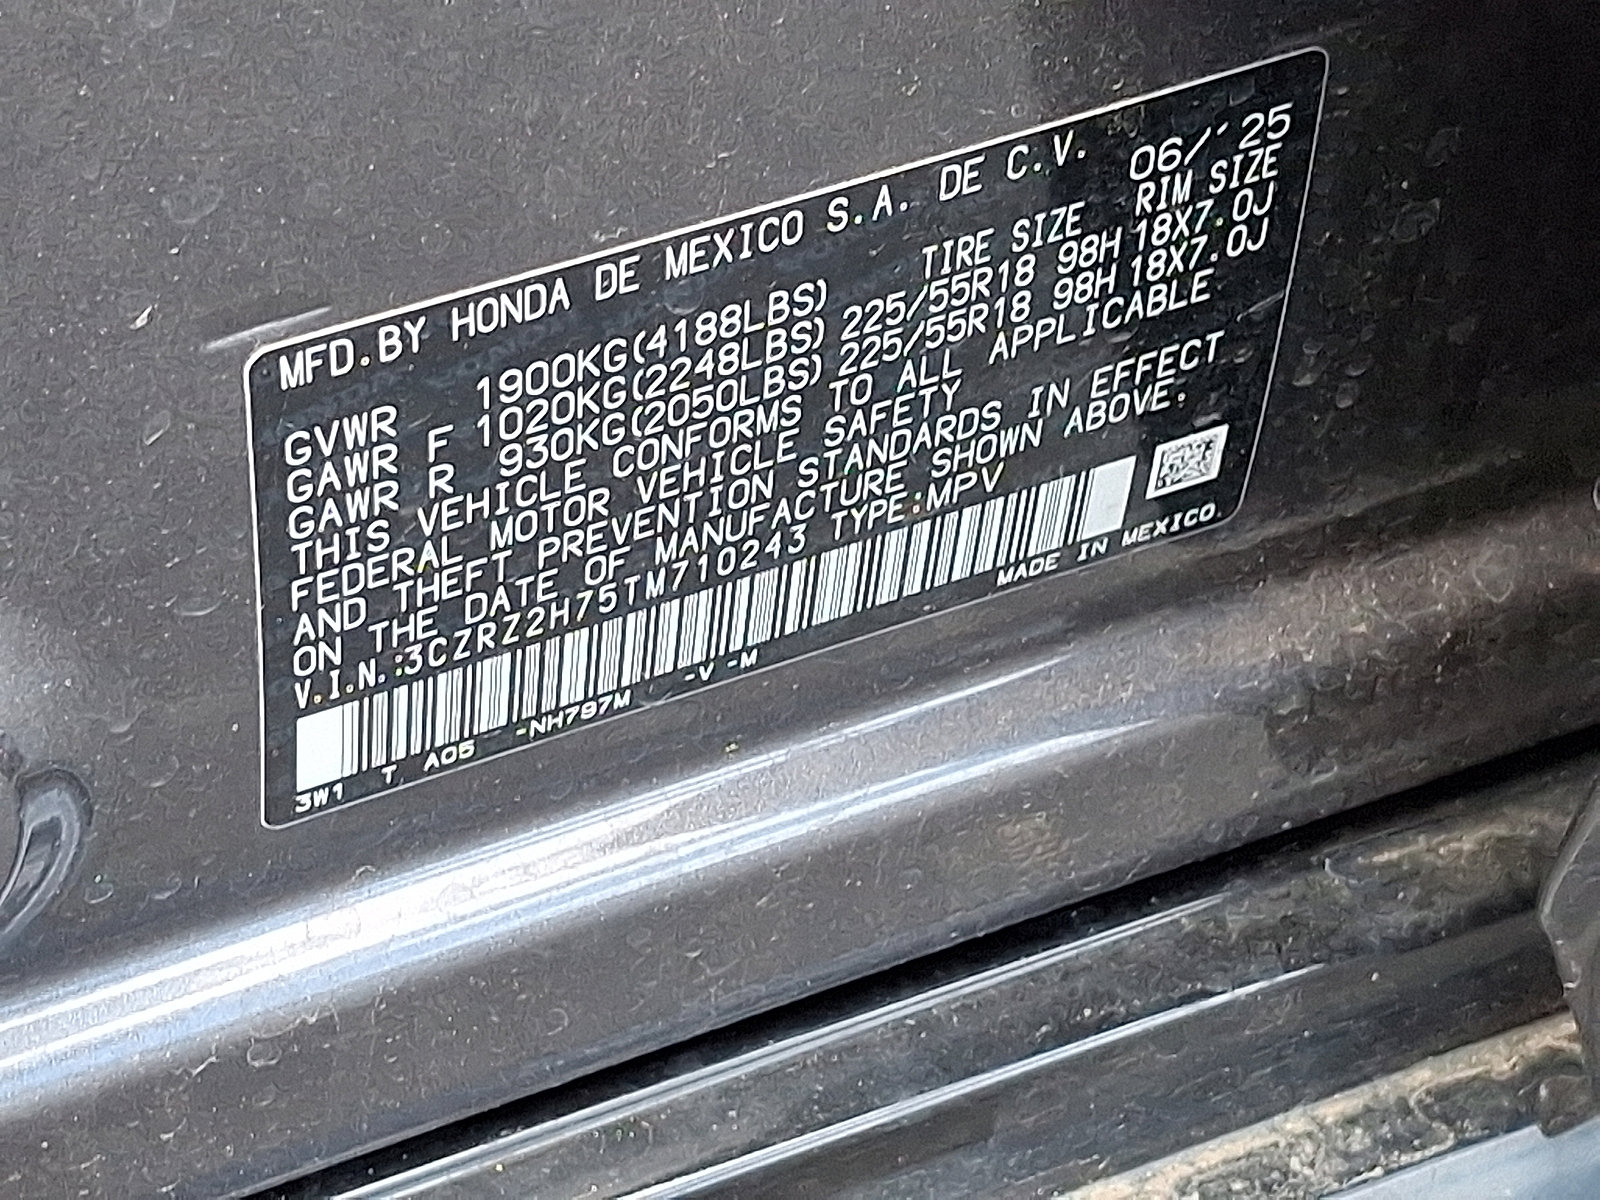 MFD.BY HONDA DE MEXICO S.A. DE C.V. 06/'25
TIRE SIZE RIM SIZE
GVWR 1900KG(4188LBS)
GAWR F 1020KG(2248LBS) 225/55R18 98H 18X7.0J
GAWR R 930KG(2050LBS) 225/55R18 98H 18X7.0J
THIS VEHICLE CONFORMS TO ALL APPLICABLE
FEDERAL MOTOR VEHICLE SAFETY
AND THEFT PREVENTION STANDARDS IN EFFECT
ON THE DATE OF MANUFACTURE SHOWN ABOVE.
V.I.N.:3CZRZ2H75TM710243 TYPE:MPV
MADE IN MEXICO
3W1 T A05 -NH797M -V -M